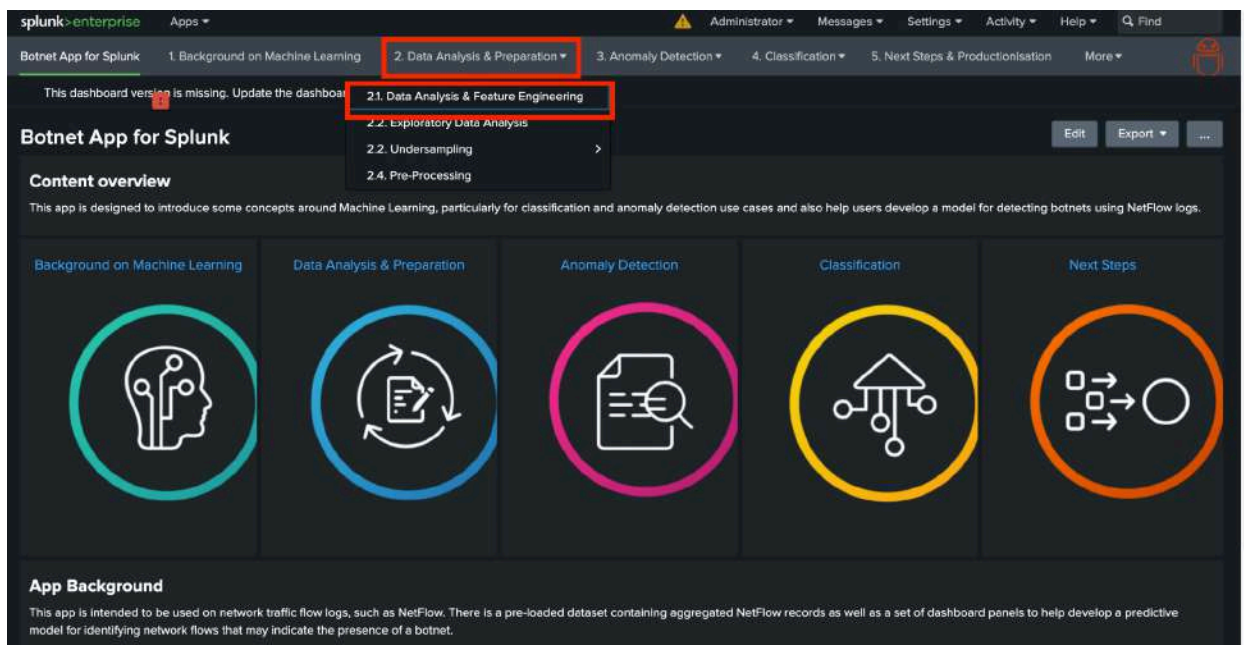 splunk>enterprise Apps Administrator Messages Settings Activity Help Find
Botnet App for Splunk 1. Background on Machine Learning 2. Data Analysis & Preparation 3. Anomaly Detection 4. Classification 5. Next Steps & Productionisation More
This dashboard version is missing. Update the dashboar
2.1. Data Analysis & Feature Engineering
2.2. Exploratory Data Analysis
2.2. Undersampling
2.4. Pre-Processing
Botnet App for Splunk
Edit Export ...
Content overview
This app is designed to introduce some concepts around Machine Learning, particularly for classification and anomaly detection use cases and also help users develop a model for detecting botnets using NetFlow logs.
Background on Machine Learning Data Analysis & Preparation Anomaly Detection Classification Next Steps
App Background
This app is intended to be used on network traffic flow logs, such as NetFlow. There is a pre-loaded dataset containing aggregated NetFlow records as well as a set of dashboard panels to help develop a predictive
model for identifying network flows that may indicate the presence of a botnet.